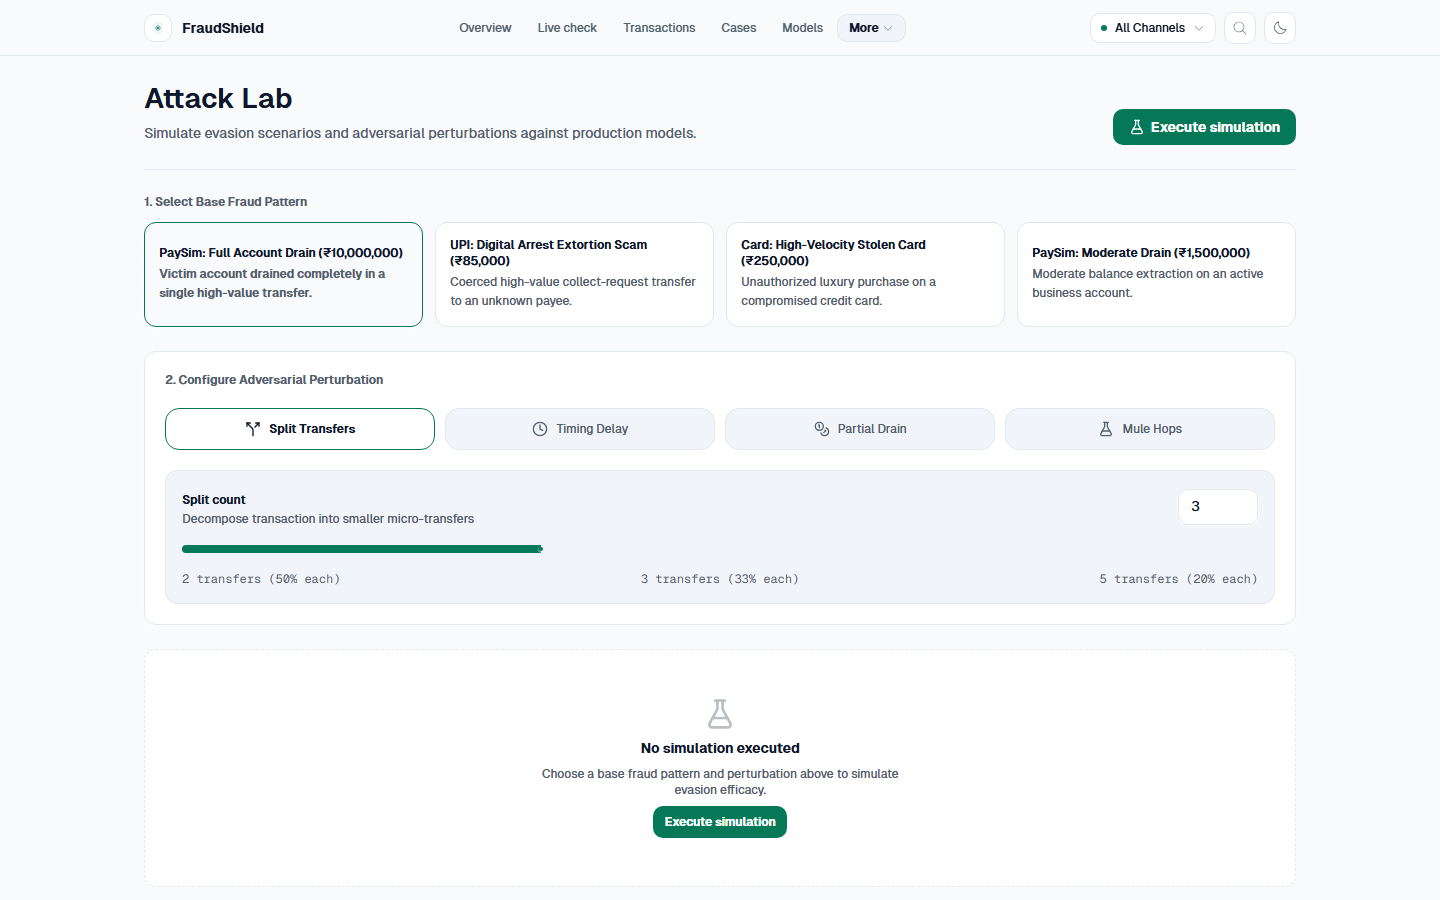 FraudShield
Overview
Live check
Transactions
Cases
Models
More
All Channels
Attack Lab
Simulate evasion scenarios and adversarial perturbations against production models.
Execute simulation
1. Select Base Fraud Pattern
PaySim: Full Account Drain (₹10,000,000)
Victim account drained completely in a
single high-value transfer.
UPI: Digital Arrest Extortion Scam
(₹85,000)
Coerced high-value collect-request transfer
to an unknown payee.
Card: High-Velocity Stolen Card
(₹250,000)
Unauthorized luxury purchase on a
compromised credit card.
PaySim: Moderate Drain (₹1,500,000)
Moderate balance extraction on an active
business account.
2. Configure Adversarial Perturbation
Split Transfers
Timing Delay
Partial Drain
Mule Hops
Split count
Decompose transaction into smaller micro-transfers
3
2 transfers (50% each)
3 transfers (33% each)
5 transfers (20% each)
No simulation executed
Choose a base fraud pattern and perturbation above to simulate
evasion efficacy.
Execute simulation